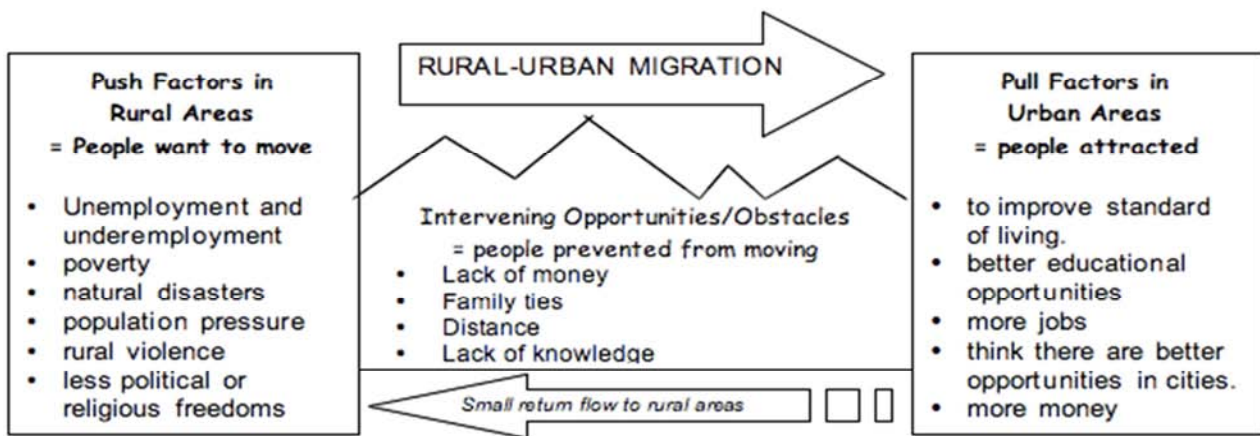 Push Factors in
Rural Areas
= People want to move
• Unemployment and
underemployment
• poverty
• natural disasters
• population pressure
• rural violence
• less political or
religious freedoms
RURAL-URBAN MIGRATION
Intervening Opportunities/Obstacles
= people prevented from moving
• Lack of money
• Family ties
• Distance
• Lack of knowledge
Small return flow to rural areas
Pull Factors in
Urban Areas
= people attracted
• to improve standard
of living.
• better educational
opportunities
• more jobs
• think there are better
opportunities in cities.
• more money